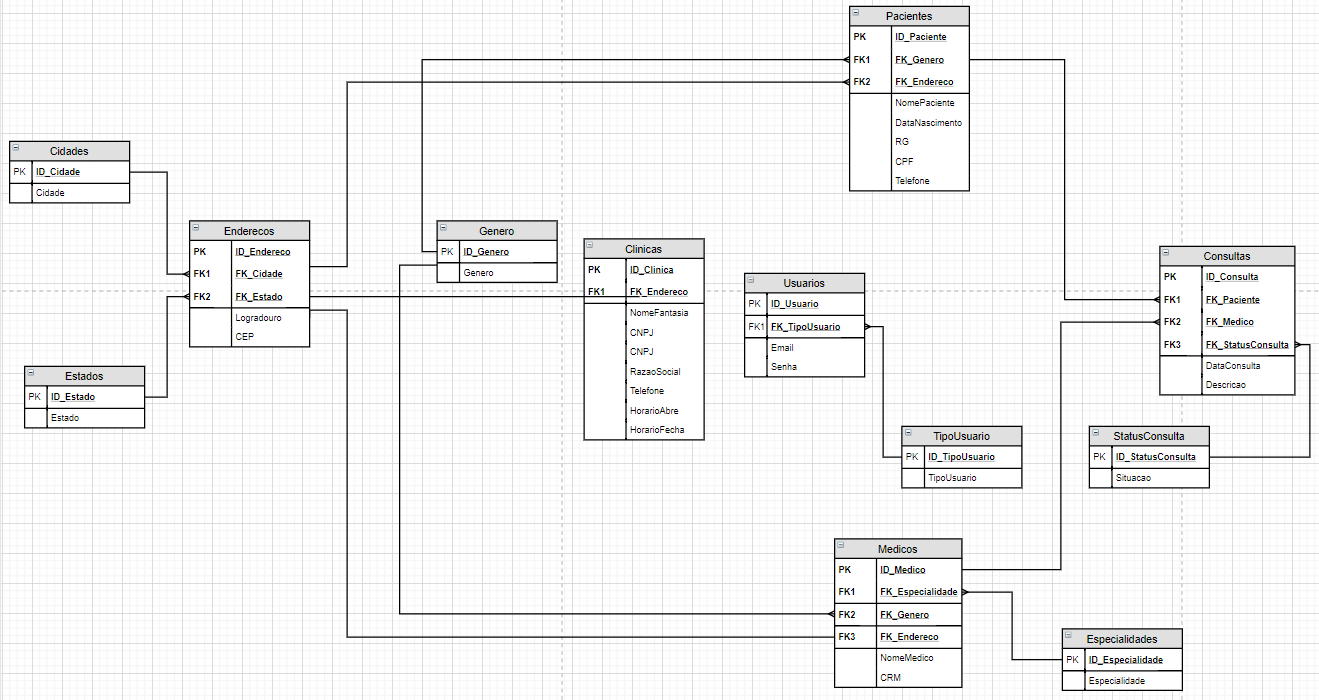 Pacientes
PK ID_Paciente
FK1 FK_Genero
FK2 FK_Endereco
NomePaciente
DataNascimento
RG
CPF
Telefone
Cidades
PK ID_Cidade
Cidade
Enderecos
PK ID_Endereco
FK1 FK_Cidade
FK2 FK_Estado
Logradouro
CEP
Genero
PK ID_Genero
Genero
Clinicas
PK ID_Clinica
FK1 FK_Endereco
NomeFantasia
CNPJ
CNPJ
RazaoSocial
Telefone
HorarioAbre
HorarioFecha
Usuarios
PK ID_Usuario
FK1 FK_TipoUsuario
Email
Senha
Consultas
PK ID_Consulta
FK1 FK_Paciente
FK2 FK_Medico
FK3 FK_StatusConsulta
DataConsulta
Descricao
Estados
PK ID_Estado
Estado
TipoUsuario
PK ID_TipoUsuario
TipoUsuario
StatusConsulta
PK ID_StatusConsulta
Situacao
Medicos
PK ID_Medico
FK1 FK_Especialidade
FK2 FK_Genero
FK3 FK_Endereco
NomeMedico
CRM
Especialidades
PK ID_Especialidade
Especialidade